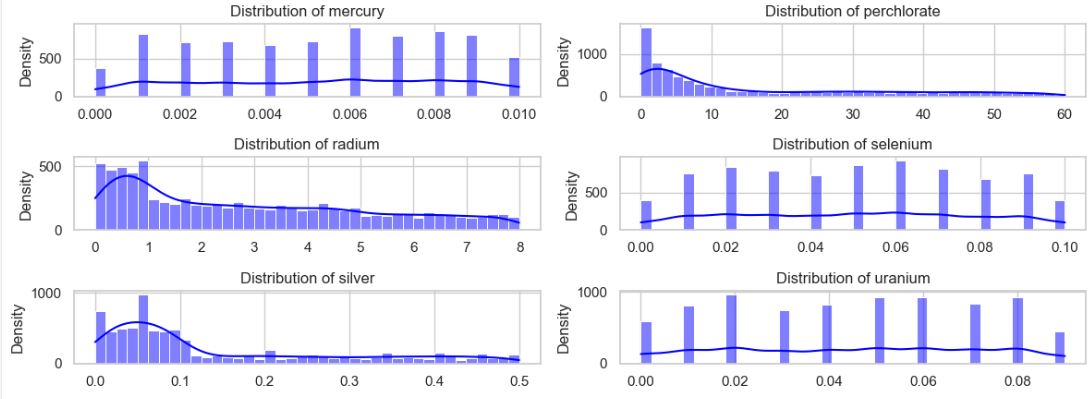 Distribution of mercury
Density
500
0
0.000 0.002 0.004 0.006 0.008 0.010
Distribution of perchlorate
Density
1000
0
0 10 20 30 40 50 60
Distribution of radium
Density
500
0
0 1 2 3 4 5 6 7 8
Distribution of selenium
Density
500
0
0.00 0.02 0.04 0.06 0.08 0.10
Distribution of silver
Density
1000
0
0.0 0.1 0.2 0.3 0.4 0.5
Distribution of uranium
Density
1000
0
0.00 0.02 0.04 0.06 0.08